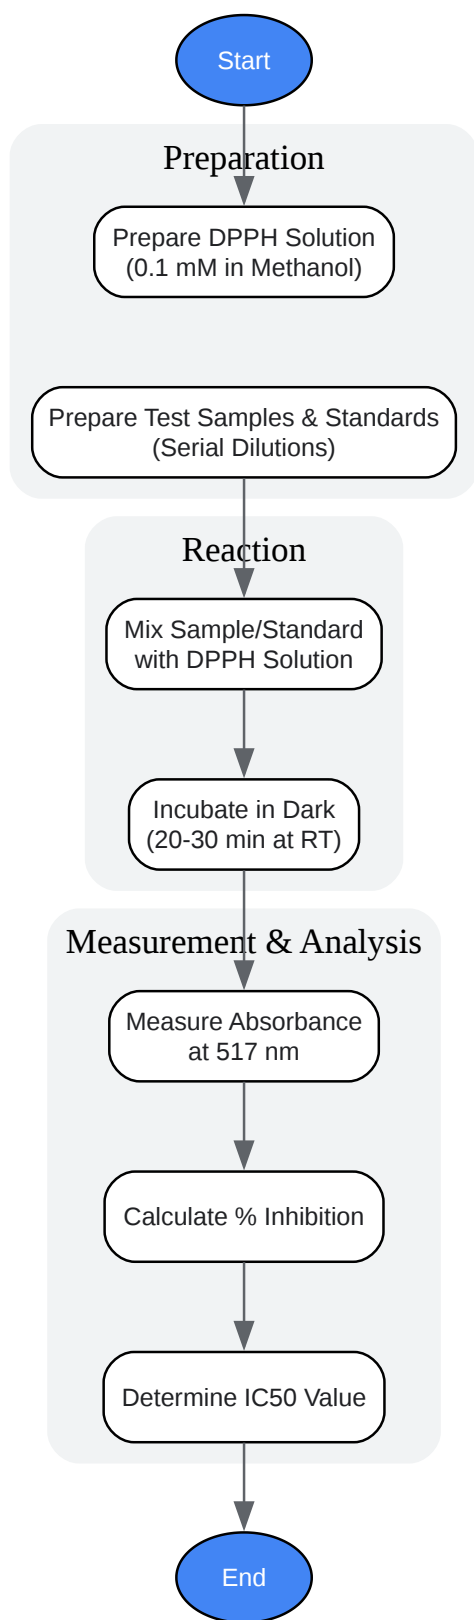 Start
Preparation
Prepare DPPH Solution
(0.1 mM in Methanol)
Prepare Test Samples & Standards
(Serial Dilutions)
Reaction
Mix Sample/Standard
with DPPH Solution
Incubate in Dark
(20-30 min at RT)
Measurement & Analysis
Measure Absorbance
at 517 nm
Calculate % Inhibition
Determine IC50 Value
End